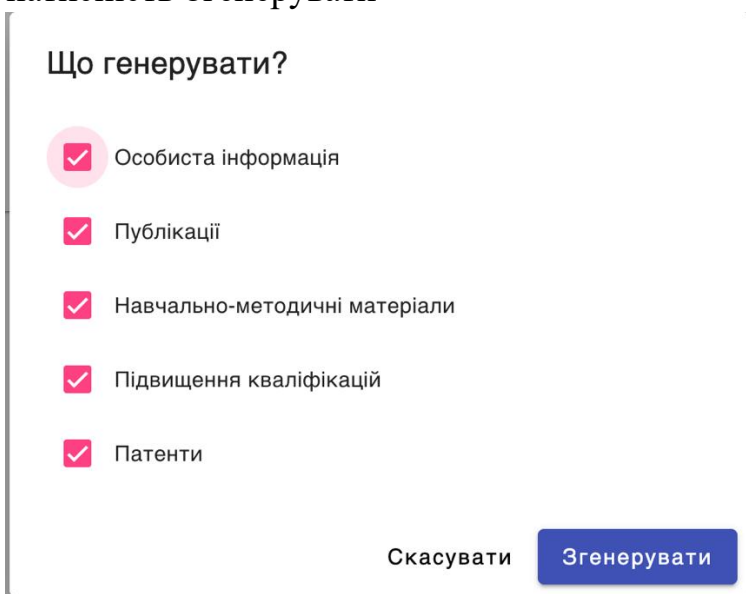 Що генерувати?
Особиста інформація
Публікації
Навчально-методичні матеріали
Підвищення кваліфікацій
Патенти
Скасувати Згенерувати